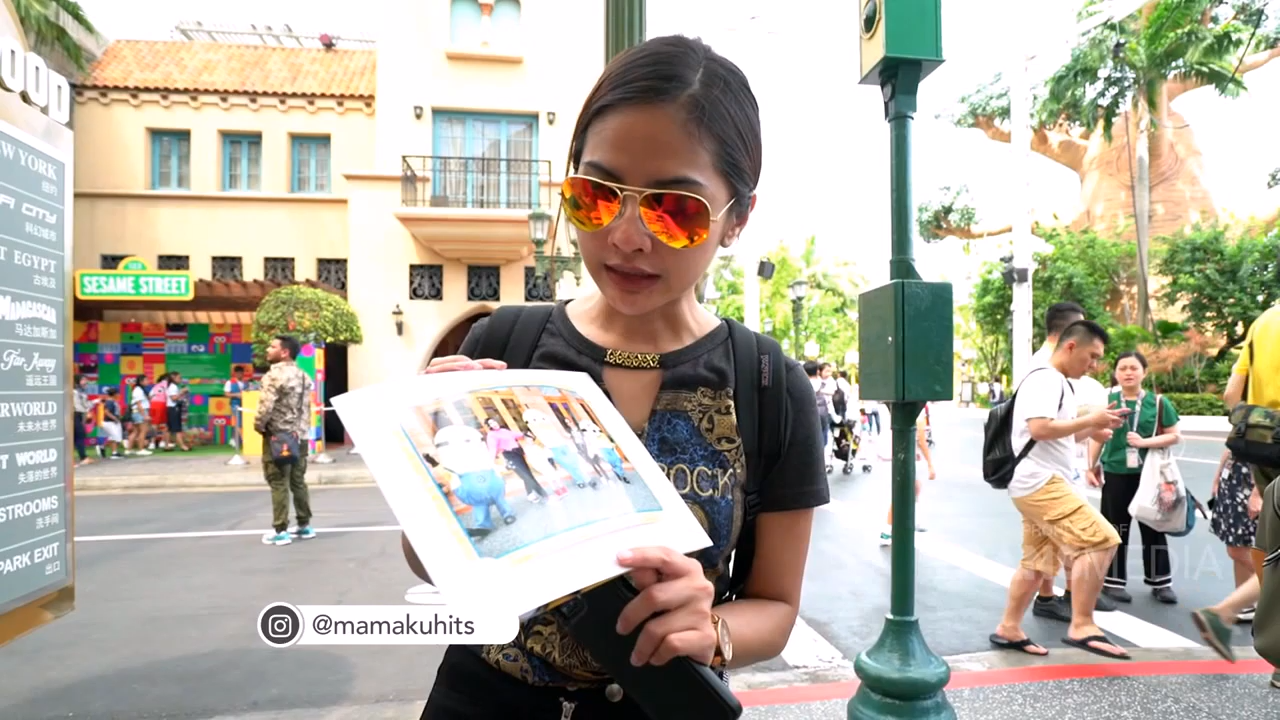 OOD
EW YORK
纽约
FI CITY
科幻城市
T EGYPT
古埃及
MADAGASCAR
马达加斯加
Far Away
遥远王国
RWORLD
未来水世界
T WORLD
失落的世界
STROOMS
洗手间
PARK EXIT
出口
123
SESAME STREET
ROCK
@mamakuhits